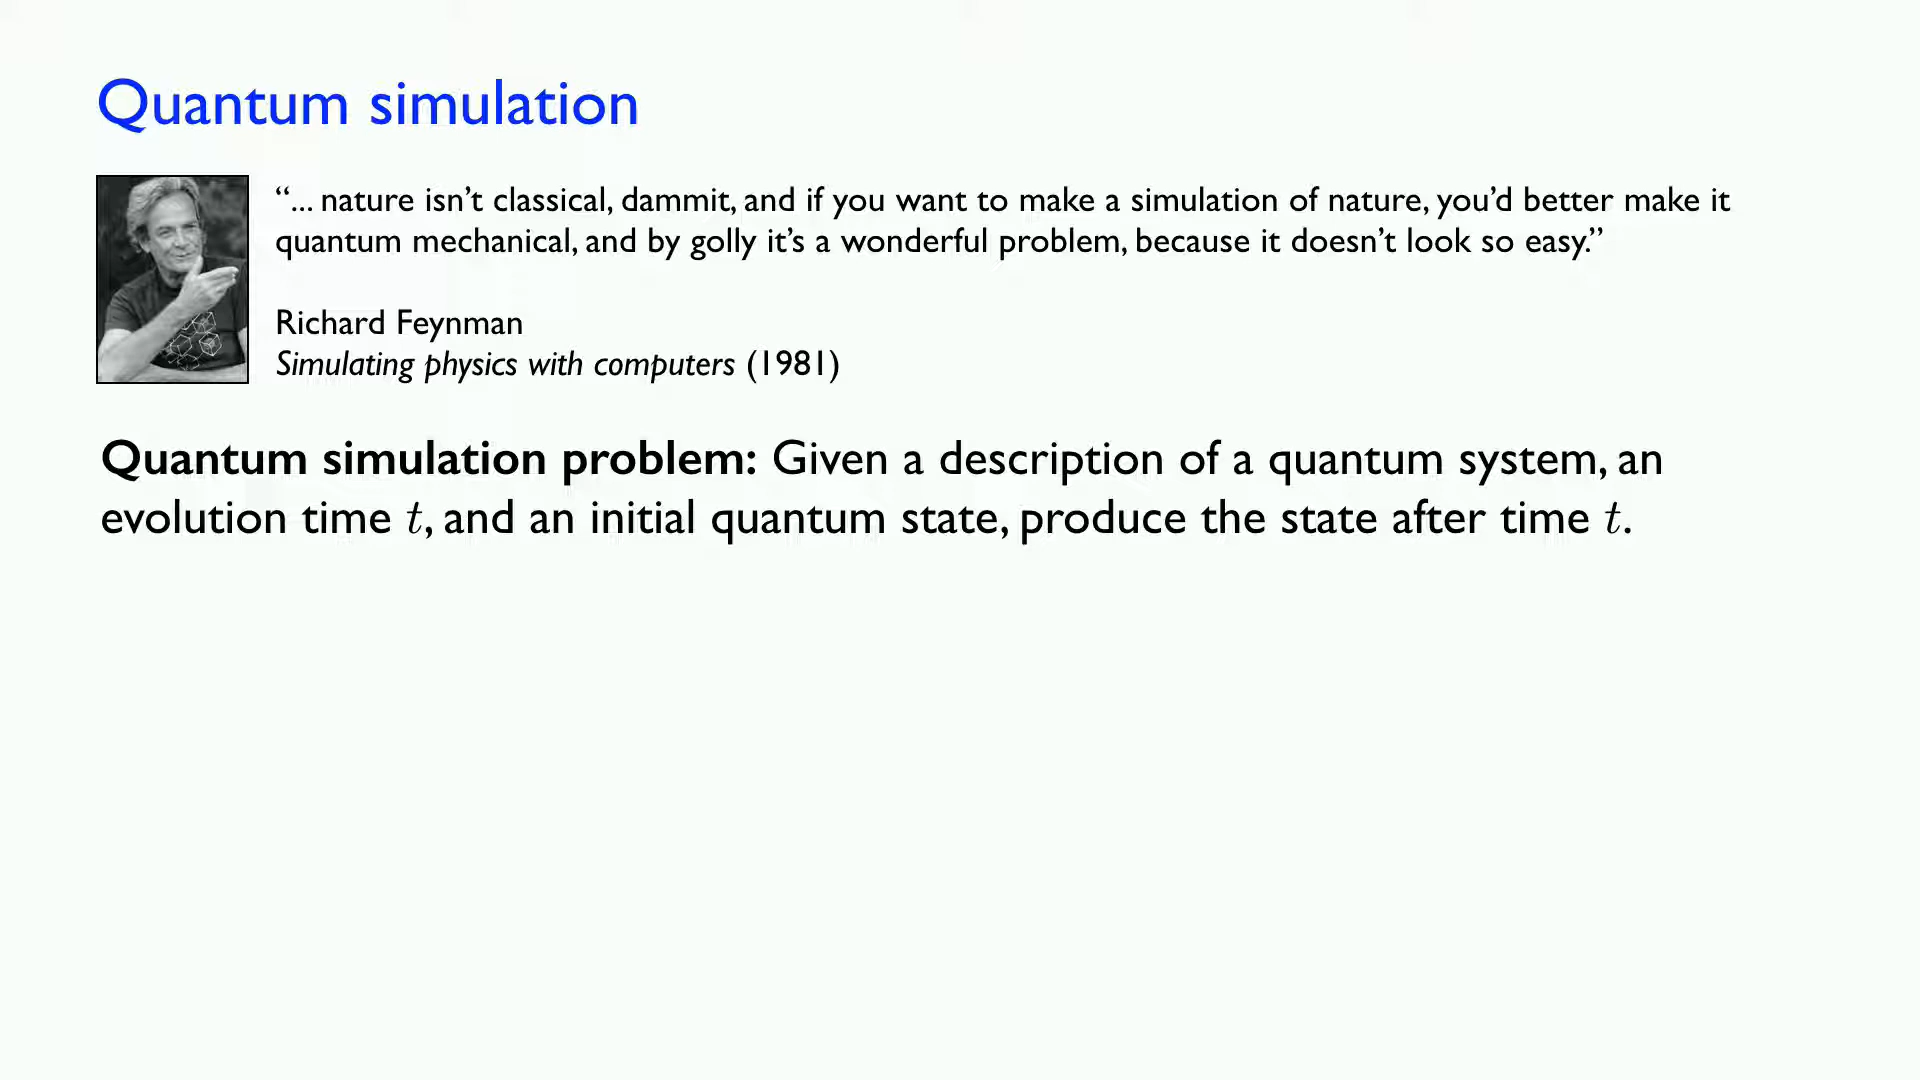 Quantum simulation
“... nature isn’t classical, dammit, and if you want to make a simulation of nature, you’d better make it
quantum mechanical, and by golly it’s a wonderful problem, because it doesn’t look so easy.”
Richard Feynman
Simulating physics with computers (1981)
Quantum simulation problem: Given a description of a quantum system, an
evolution time t, and an initial quantum state, produce the state after time t.